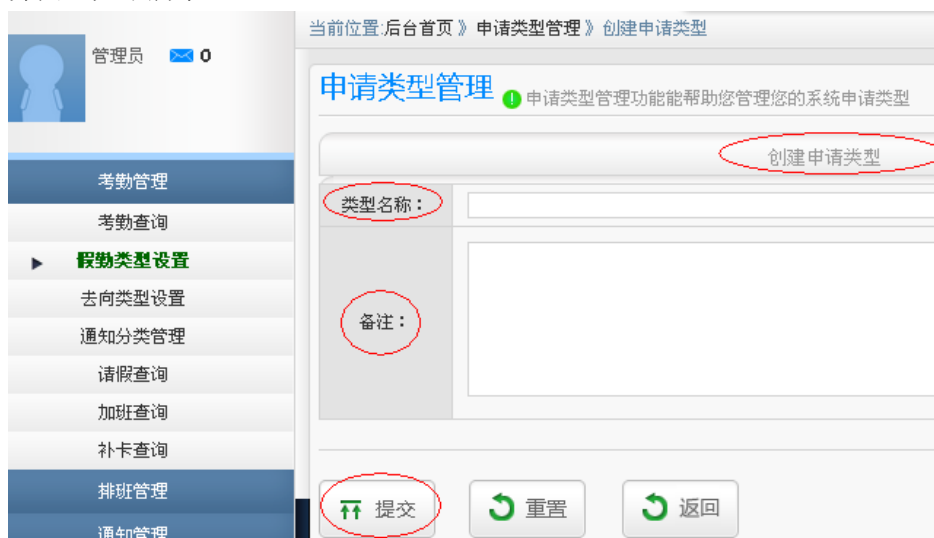 当前位置:后台首页 》 申请类型管理 》 创建申请类型
管理员 0
申请类型管理 申请类型管理功能能帮助您管理您的系统申请类型
创建申请类型
考勤管理
考勤查询
假勤类型设置
去向类型设置
通知分类管理
请假查询
加班查询
补卡查询
排班管理
通知管理
类型名称：
备注：
提交 重置 返回